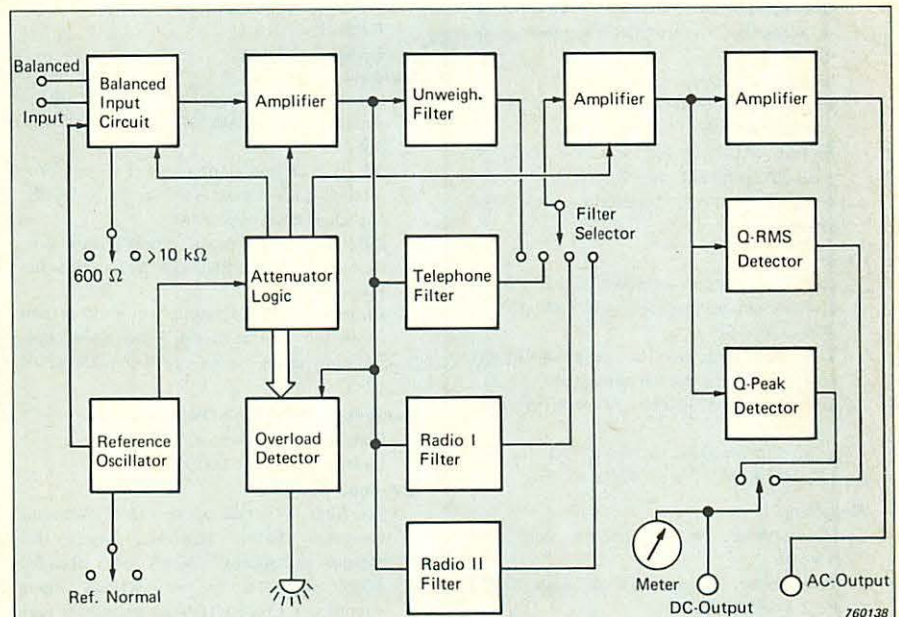 Balanced
Input
Balanced
Input
Circuit
Amplifier
Unweigh.
Filter
Amplifier
Amplifier
600 Ω
>10 kΩ
Attenuator
Logic
Telephone
Filter
Filter
Selector
Q-RMS
Detector
Q-Peak
Detector
Reference
Oscillator
Overload
Detector
Radio I
Filter
Radio II
Filter
Ref. Normal
Meter
DC-Output
AC-Output
760138